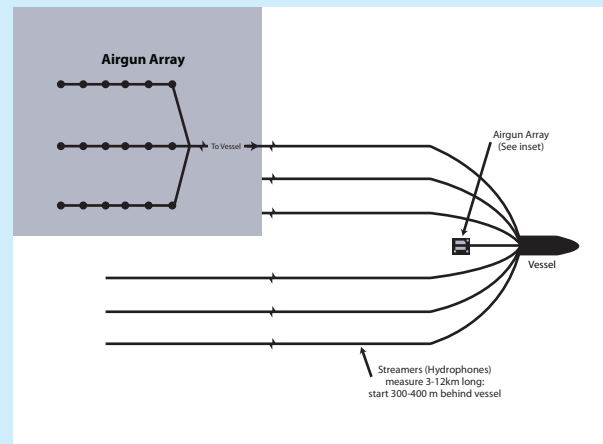 Airgun Array
To Vessel
Airgun Array
(See inset)
Vessel
Streamers (Hydrophones)
measure 3-12km long:
start 300-400 m behind vessel